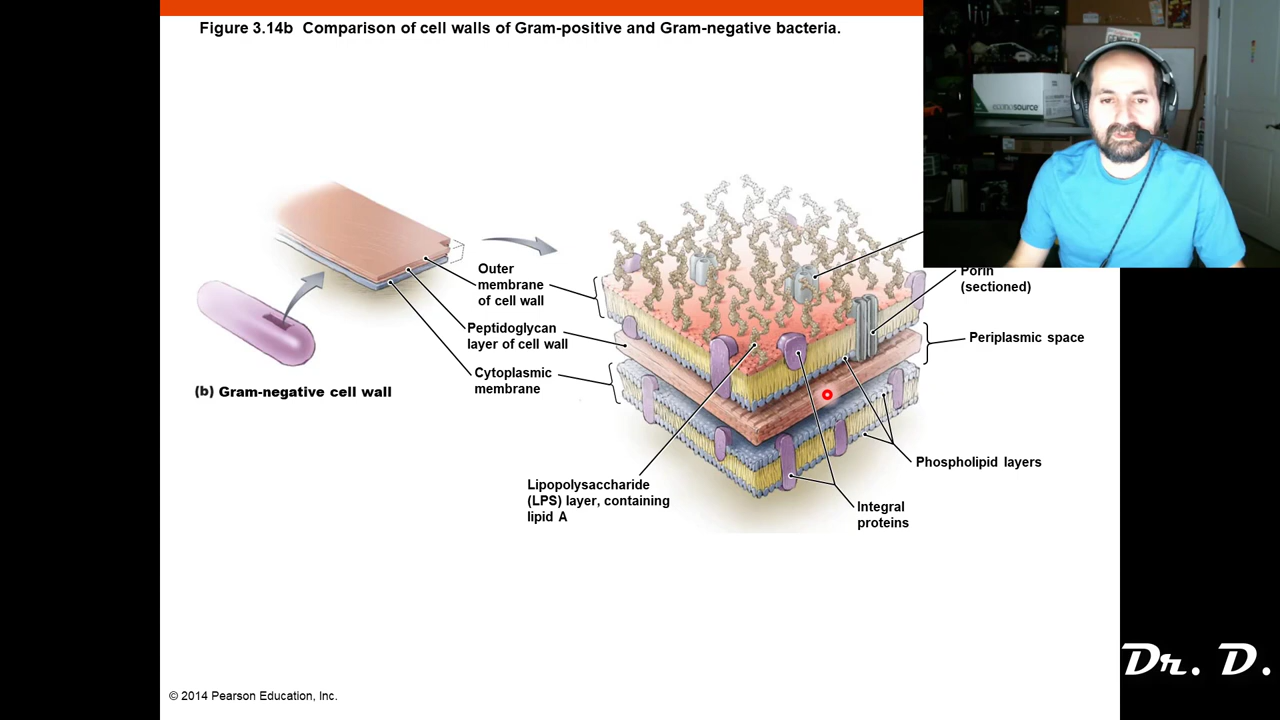 Figure 3.14b Comparison of cell walls of Gram-positive and Gram-negative bacteria.
econosource
Outer
membrane
of cell wall
Peptidoglycan
layer of cell wall
Cytoplasmic
membrane
(b) Gram-negative cell wall
Porin
(sectioned)
Periplasmic space
Phospholipid layers
Lipopolysaccharide
(LPS) layer, containing
lipid A
Integral
proteins
Dr. D.
© 2014 Pearson Education, Inc.